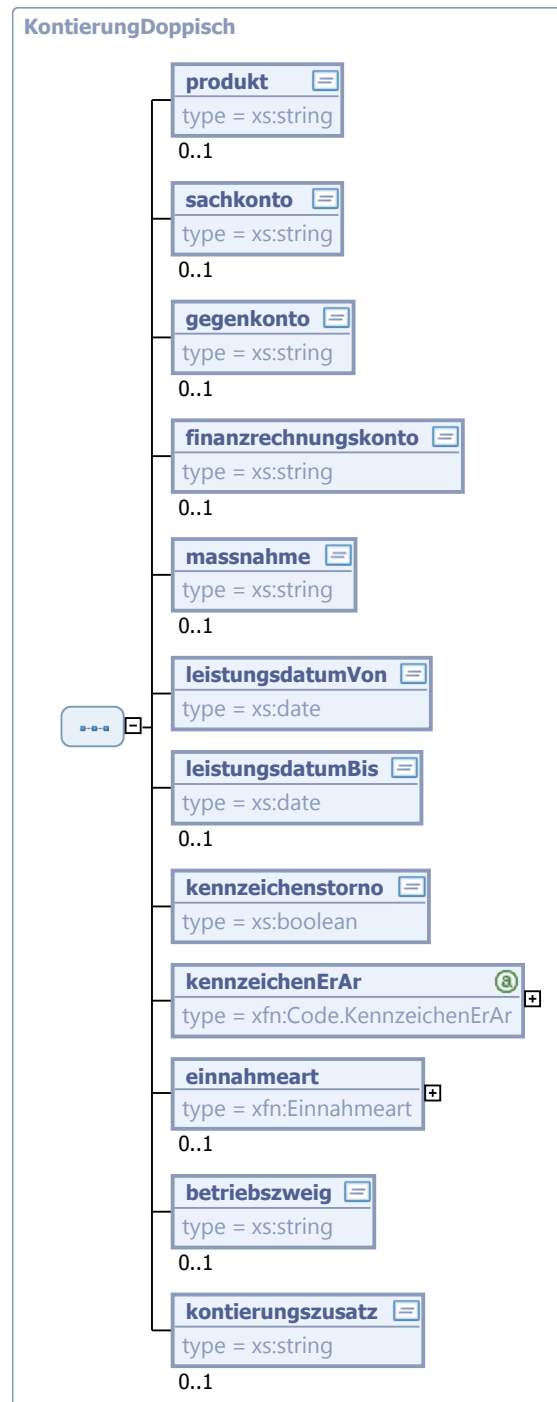 KontierungDoppisch
produkt
type = xs:string
0..1
sachkonto
type = xs:string
0..1
gegenkonto
type = xs:string
0..1
finanzrechnungskonto
type = xs:string
0..1
massnahme
type = xs:string
0..1
leistungsdatumVon
type = xs:date
leistungsdatumBis
type = xs:date
0..1
kennzeichenstorno
type = xs:boolean
kennzeichenErAr
type = xfn:Code.KennzeichenErAr
einnahmeart
type = xfn:Einnahmeart
0..1
betriebszweig
type = xs:string
0..1
kontierungszusatz
type = xs:string
0..1